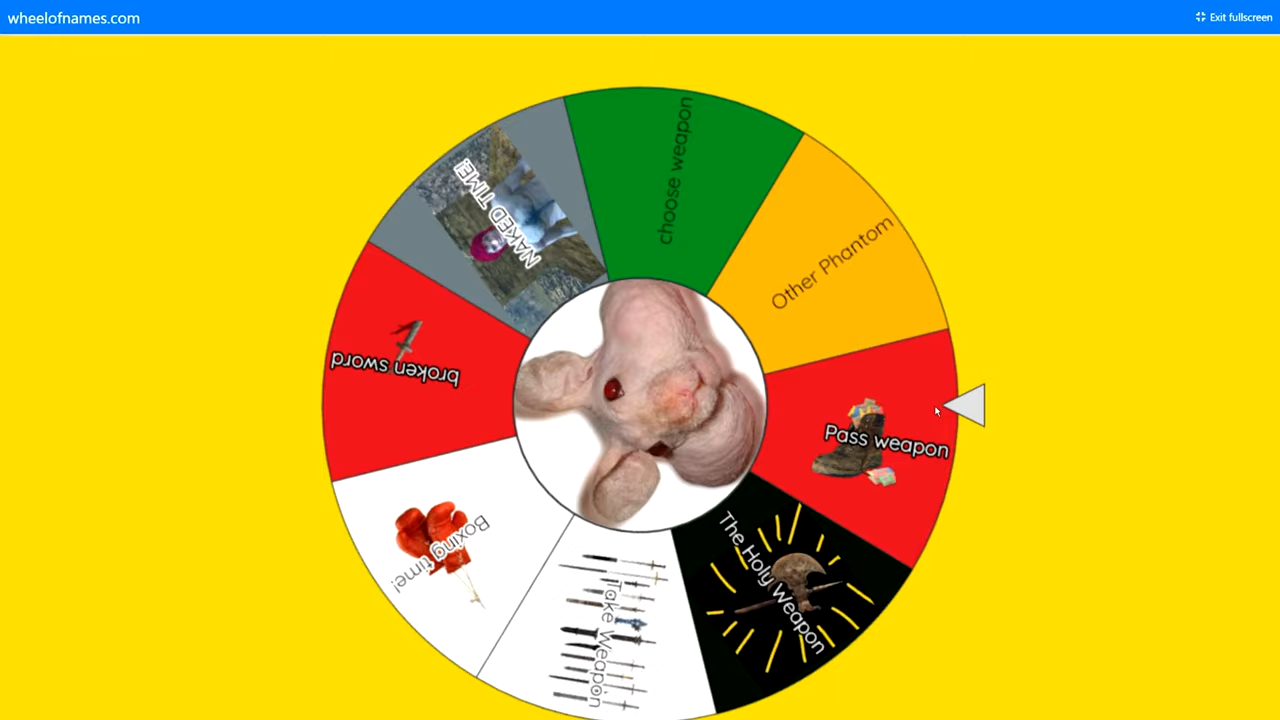 wheelofnames.com
Exit fullscreen
choose weapon
NAKED TIME!
Other Phantom
broken sword
Pass weapon
Boxing time!
Take Weapon
The Holy Weapon